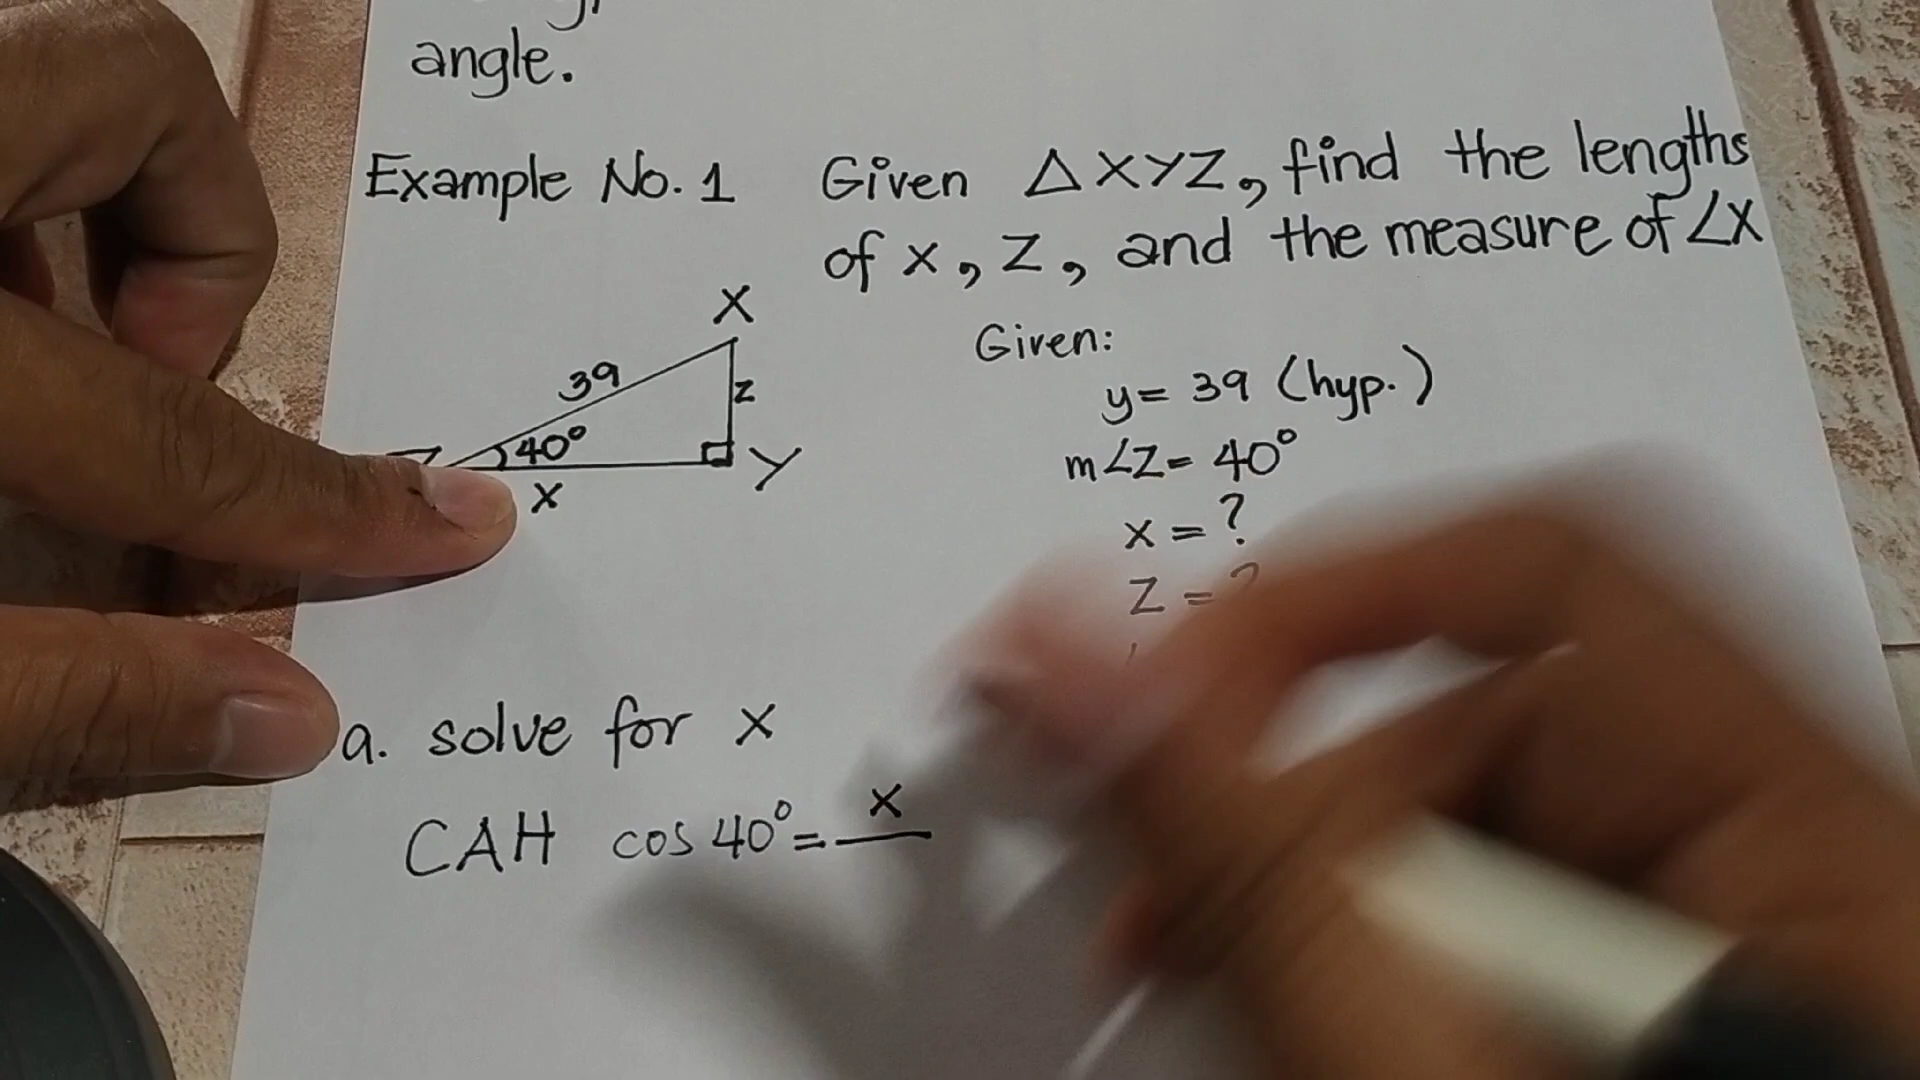 angle.
Example No. 1 Given △XYZ, find the lengths
of x, z, and the measure of ∠X
X
39
z
40°
Y
x
Given:
y = 39 (hyp.)
m∠Z = 40°
x = ?
z = ?
a. solve for x
CAH cos 40° = x